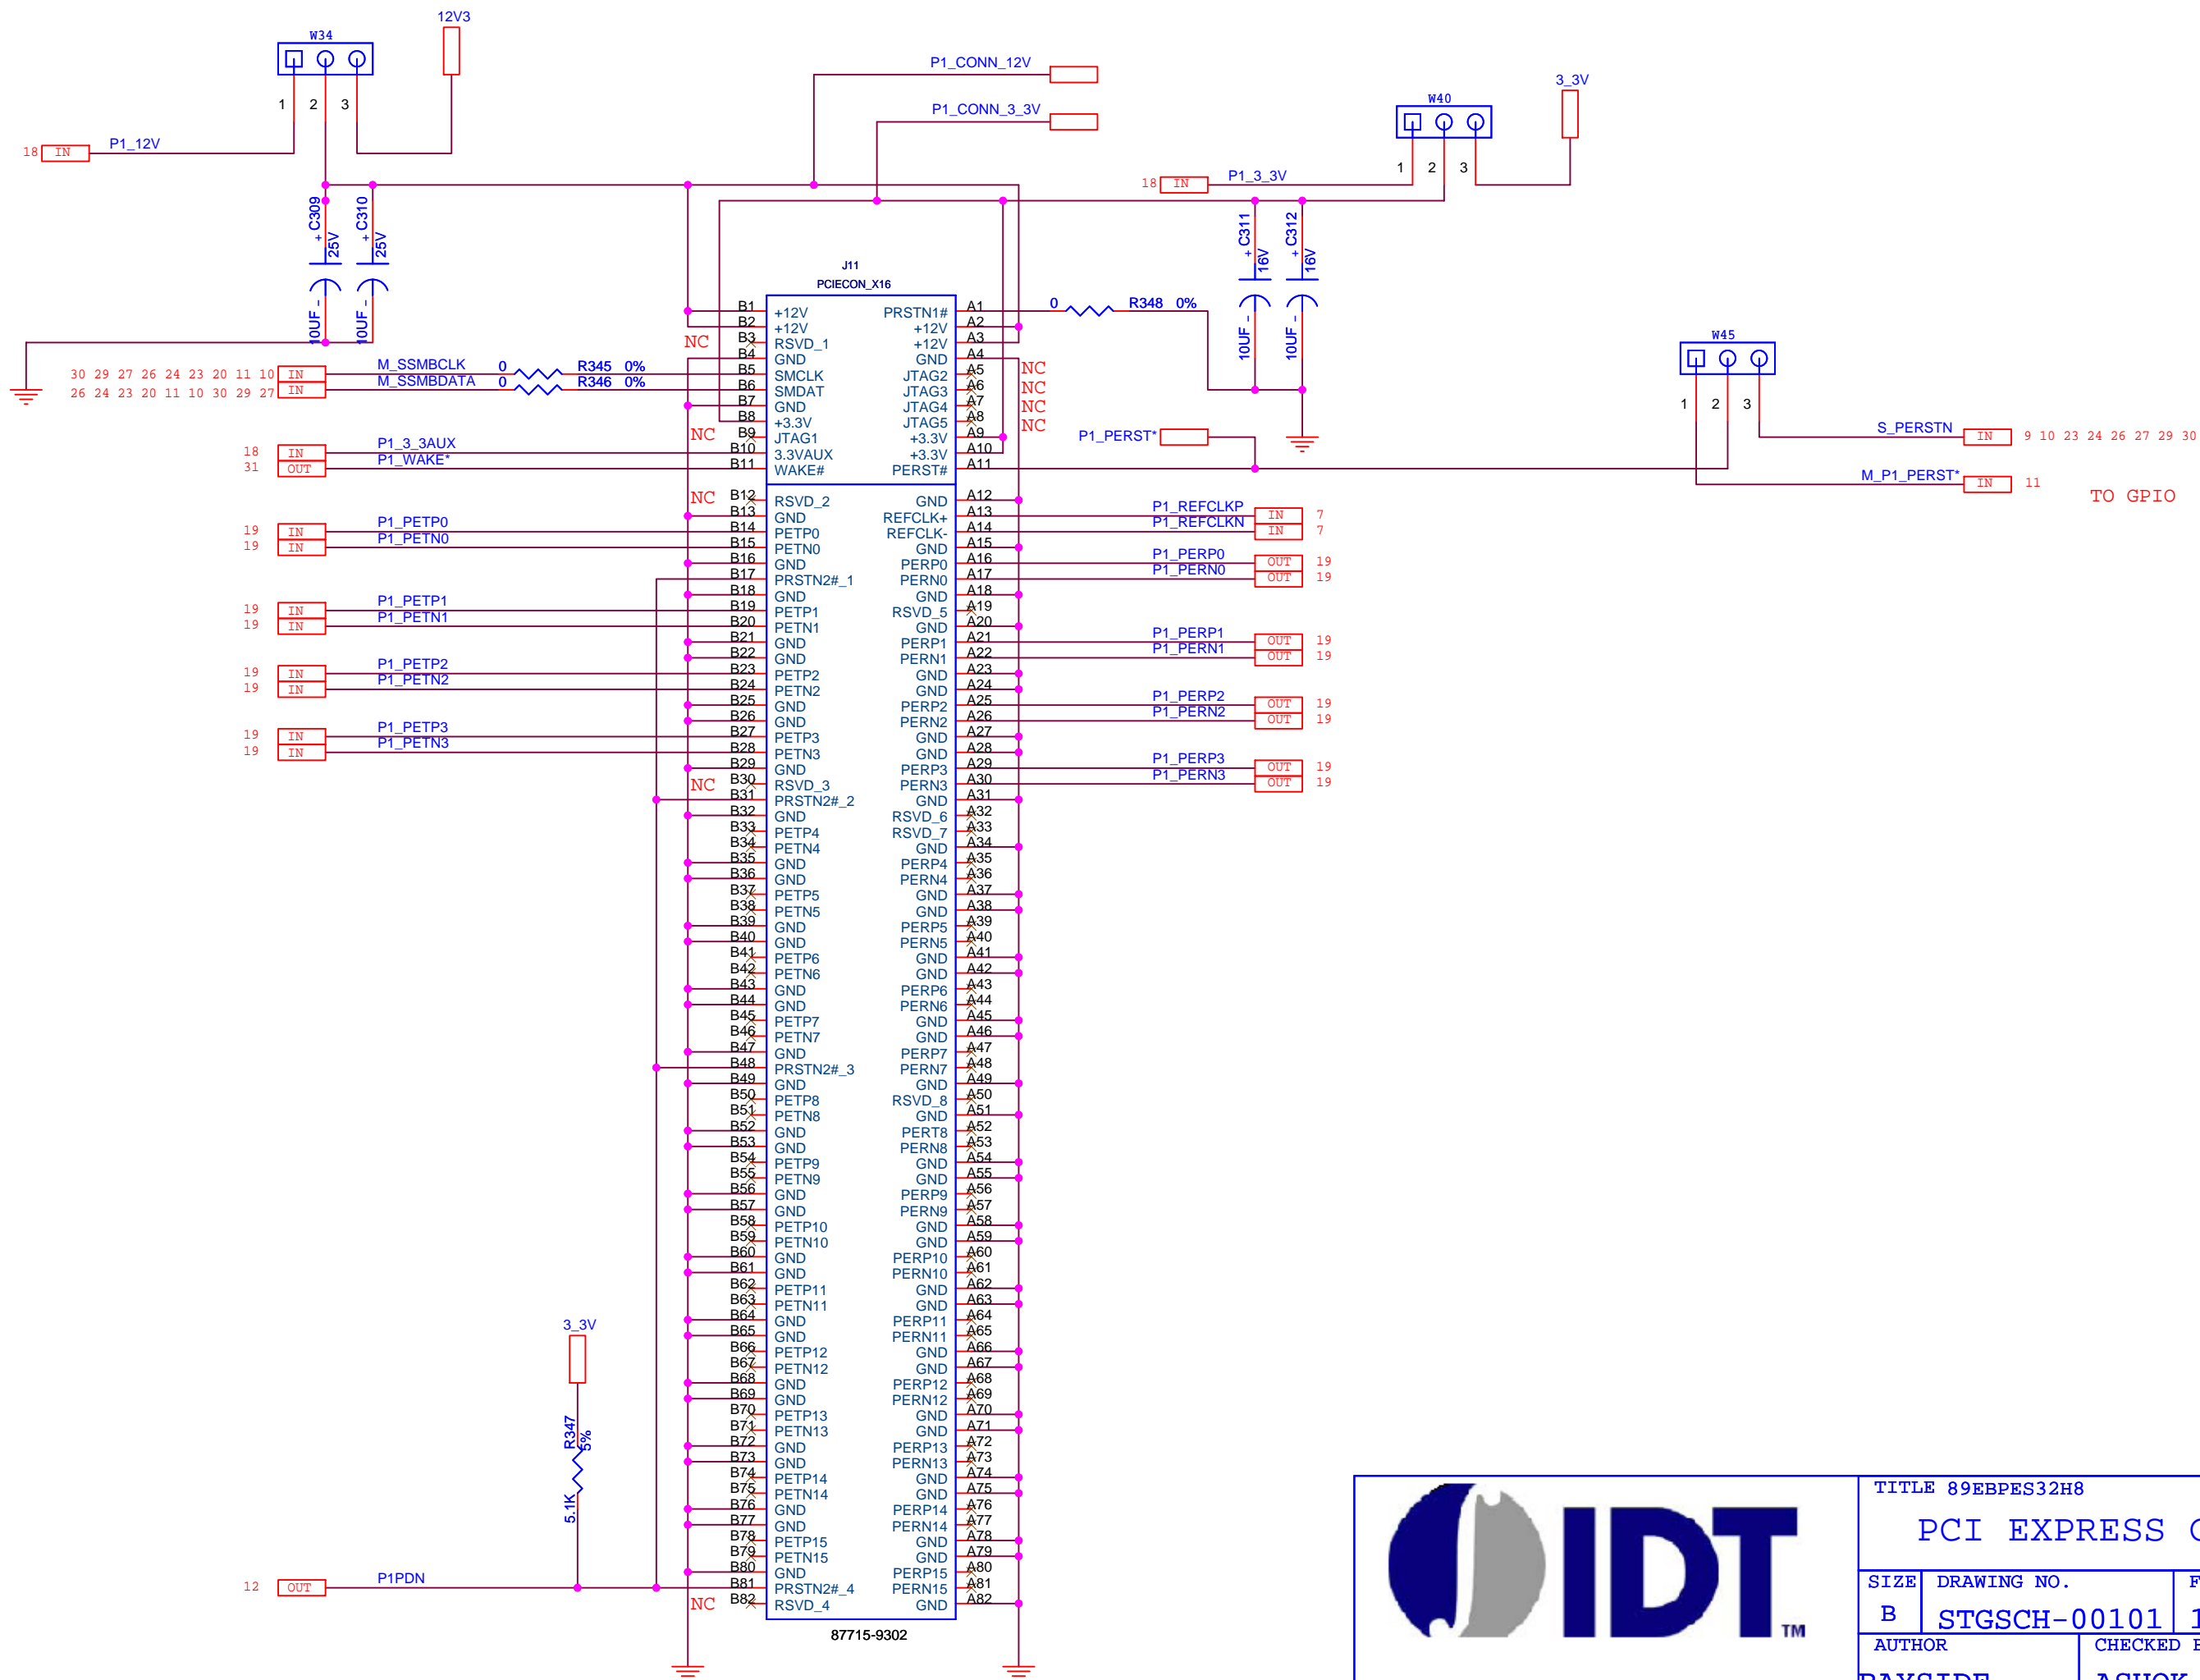 12V3
W34
1 2 3
18 IN P1_12V
P1_CONN_12V
P1_CONN_3_3V
3_3V
W40
1 2 3
18 IN P1_3_3V
+ C309 25V 10UF -
+ C310 25V 10UF -
+ C311 16V 10UF -
+ C312 16V 10UF -
J11
PCIECON_X16
W45
1 2 3
S_PERSTN IN 9 10 23 24 26 27 29 30
M_P1_PERST* IN 11
TO GPIO
0 R348 0%
P1_PERST*
30 29 27 26 24 23 20 11 10 IN M_SSMBCLK 0 R345 0%
26 24 23 20 11 10 30 29 27 IN M_SSMBDATA 0 R346 0%
18 IN P1_3_3AUX
31 OUT P1_WAKE*
19 IN P1_PETP0
19 IN P1_PETN0
19 IN P1_PETP1
19 IN P1_PETN1
19 IN P1_PETP2
19 IN P1_PETN2
19 IN P1_PETP3
19 IN P1_PETN3
P1_REFCLKP IN 7
P1_REFCLKN IN 7
P1_PERP0 OUT 19
P1_PERN0 OUT 19
P1_PERP1 OUT 19
P1_PERN1 OUT 19
P1_PERP2 OUT 19
P1_PERN2 OUT 19
P1_PERP3 OUT 19
P1_PERN3 OUT 19
B1 +12V PRSTN1# A1
B2 +12V +12V A2
NC B3 RSVD_1 +12V A3
B4 GND GND A4
B5 SMCLK JTAG2 A5 NC
B6 SMDAT JTAG3 A6 NC
B7 GND JTAG4 A7 NC
B8 +3.3V JTAG5 A8 NC
NC B9 JTAG1 +3.3V A9
B10 3.3VAUX +3.3V A10
B11 WAKE# PERST# A11
NC B12 RSVD_2 GND A12
B13 GND REFCLK+ A13
B14 PETP0 REFCLK- A14
B15 PETN0 GND A15
B16 GND PERP0 A16
B17 PRSTN2#_1 PERN0 A17
B18 GND GND A18
B19 PETP1 RSVD_5 A19
B20 PETN1 GND A20
B21 GND PERP1 A21
B22 GND PERN1 A22
B23 PETP2 GND A23
B24 PETN2 GND A24
B25 GND PERP2 A25
B26 GND PERN2 A26
B27 PETP3 GND A27
B28 PETN3 GND A28
B29 GND PERP3 A29
NC B30 RSVD_3 PERN3 A30
B31 PRSTN2#_2 GND A31
B32 GND RSVD_6 A32
B33 PETP4 RSVD_7 A33
B34 PETN4 GND A34
B35 GND PERP4 A35
B36 GND PERN4 A36
B37 PETP5 GND A37
B38 PETN5 GND A38
B39 GND PERP5 A39
B40 GND PERN5 A40
B41 PETP6 GND A41
B42 PETN6 GND A42
B43 GND PERP6 A43
B44 GND PERN6 A44
B45 PETP7 GND A45
B46 PETN7 GND A46
B47 GND PERP7 A47
B48 PRSTN2#_3 PERN7 A48
B49 GND GND A49
B50 PETP8 RSVD_8 A50
B51 PETN8 GND A51
B52 GND PERT8 A52
B53 GND PERN8 A53
B54 PETP9 GND A54
B55 PETN9 GND A55
B56 GND PERP9 A56
B57 GND PERN9 A57
B58 PETP10 GND A58
B59 PETN10 GND A59
B60 GND PERP10 A60
B61 GND PERN10 A61
B62 PETP11 GND A62
B63 PETN11 GND A63
B64 GND PERP11 A64
B65 GND PERN11 A65
B66 PETP12 GND A66
B67 PETN12 GND A67
B68 GND PERP12 A68
B69 GND PERN12 A69
B70 PETP13 GND A70
B71 PETN13 GND A71
B72 GND PERP13 A72
B73 GND PERN13 A73
B74 PETP14 GND A74
B75 PETN14 GND A75
B76 GND PERP14 A76
B77 GND PERN14 A77
B78 PETP15 GND A78
B79 PETN15 GND A79
B80 GND PERP15 A80
B81 PRSTN2#_4 PERN15 A81
NC B82 RSVD_4 GND A82
87715-9302
3_3V
R347 5%
5.1K
12 OUT P1PDN
IDT TM
TITLE 89EBPES32H8
PCI EXPRESS
SIZE DRAWING NO.
B STGSCH-00101
AUTHOR CHECKED
BAYSIDE ASHOK